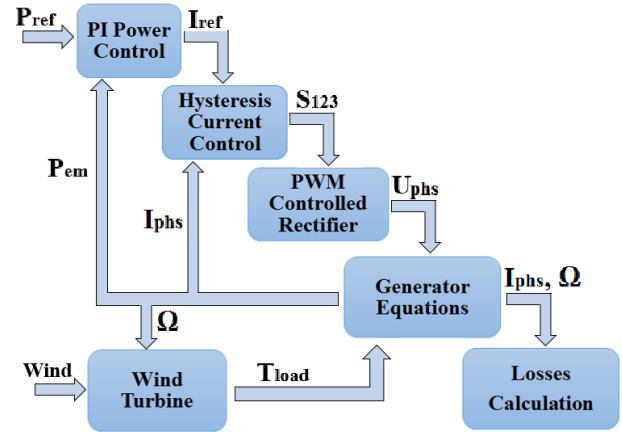 Pref
PI Power
Control
Iref
Hysteresis
Current
Control
S123
Pem
Iphs
PWM
Controlled
Rectifier
Uphs
Generator
Equations
Iphs, Ω
Ω
Wind
Wind
Turbine
Tload
Losses
Calculation